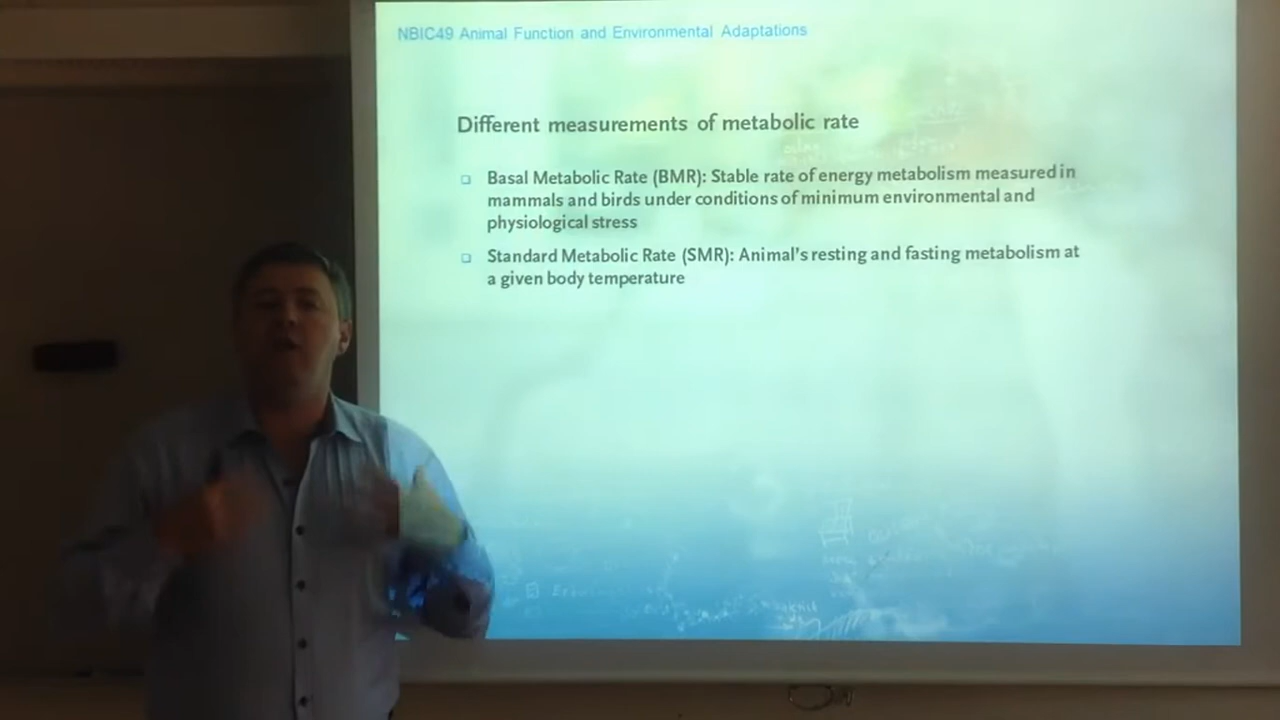 NBIC49 Animal Function and Environmental Adaptations
Different measurements of metabolic rate
Basal Metabolic Rate (BMR): Stable rate of energy metabolism measured in
mammals and birds under conditions of minimum environmental and
physiological stress
Standard Metabolic Rate (SMR): Animal's resting and fasting metabolism at
a given body temperature